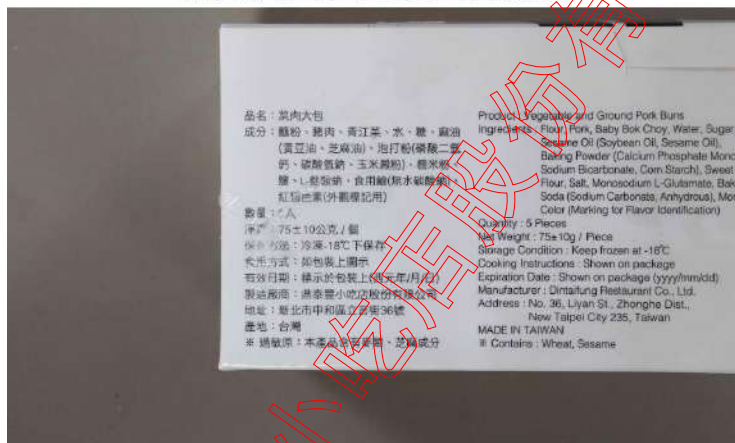 品名：菜肉大包
成分：麵粉、豬肉、青江菜、水、糖、麻油
(黃豆油、芝麻油)、泡打粉(磷酸二氫
鈣、碳酸氫鈉、玉米澱粉)、糯米粉、
鹽、L-麩酸鈉、食用鹼(無水碳酸鈉)、
紅麴色素(外觀標記用)
數量：5入
淨重：75±10公克／個
保存方法：冷凍-18℃下保存
食用方式：如包裝上圖示
有效日期：標示於包裝上(西元年/月/日)
製造廠商：鼎泰豐小吃店股份有限公司
地址：新北市中和區立言街36號
產地：台灣
※ 過敏原：本產品含有麥類、芝麻成分
Product : Vegetable and Ground Pork Buns
Ingredients : Flour, Pork, Baby Bok Choy, Water, Sugar
Sesame Oil (Soybean Oil, Sesame Oil),
Baking Powder (Calcium Phosphate Mono
Sodium Bicarbonate, Corn Starch), Sweet
Flour, Salt, Monosodium L-Glutamate, Bak
Soda (Sodium Carbonate, Anhydrous), Mon
Color (Marking for Flavor Identification)
Quantity : 5 Pieces
Net Weight : 75±10g / Piece
Storage Condition : Keep frozen at -18℃
Cooking Instructions : Shown on package
Expiration Date : Shown on package (yyyy/mm/dd)
Manufacturer : Dintaifung Restaurant Co., Ltd.
Address : No. 36, Liyan St., Zhonghe Dist.,
New Taipei City 235, Taiwan
MADE IN TAIWAN
※ Contains : Wheat, Sesame
小吃店股份有